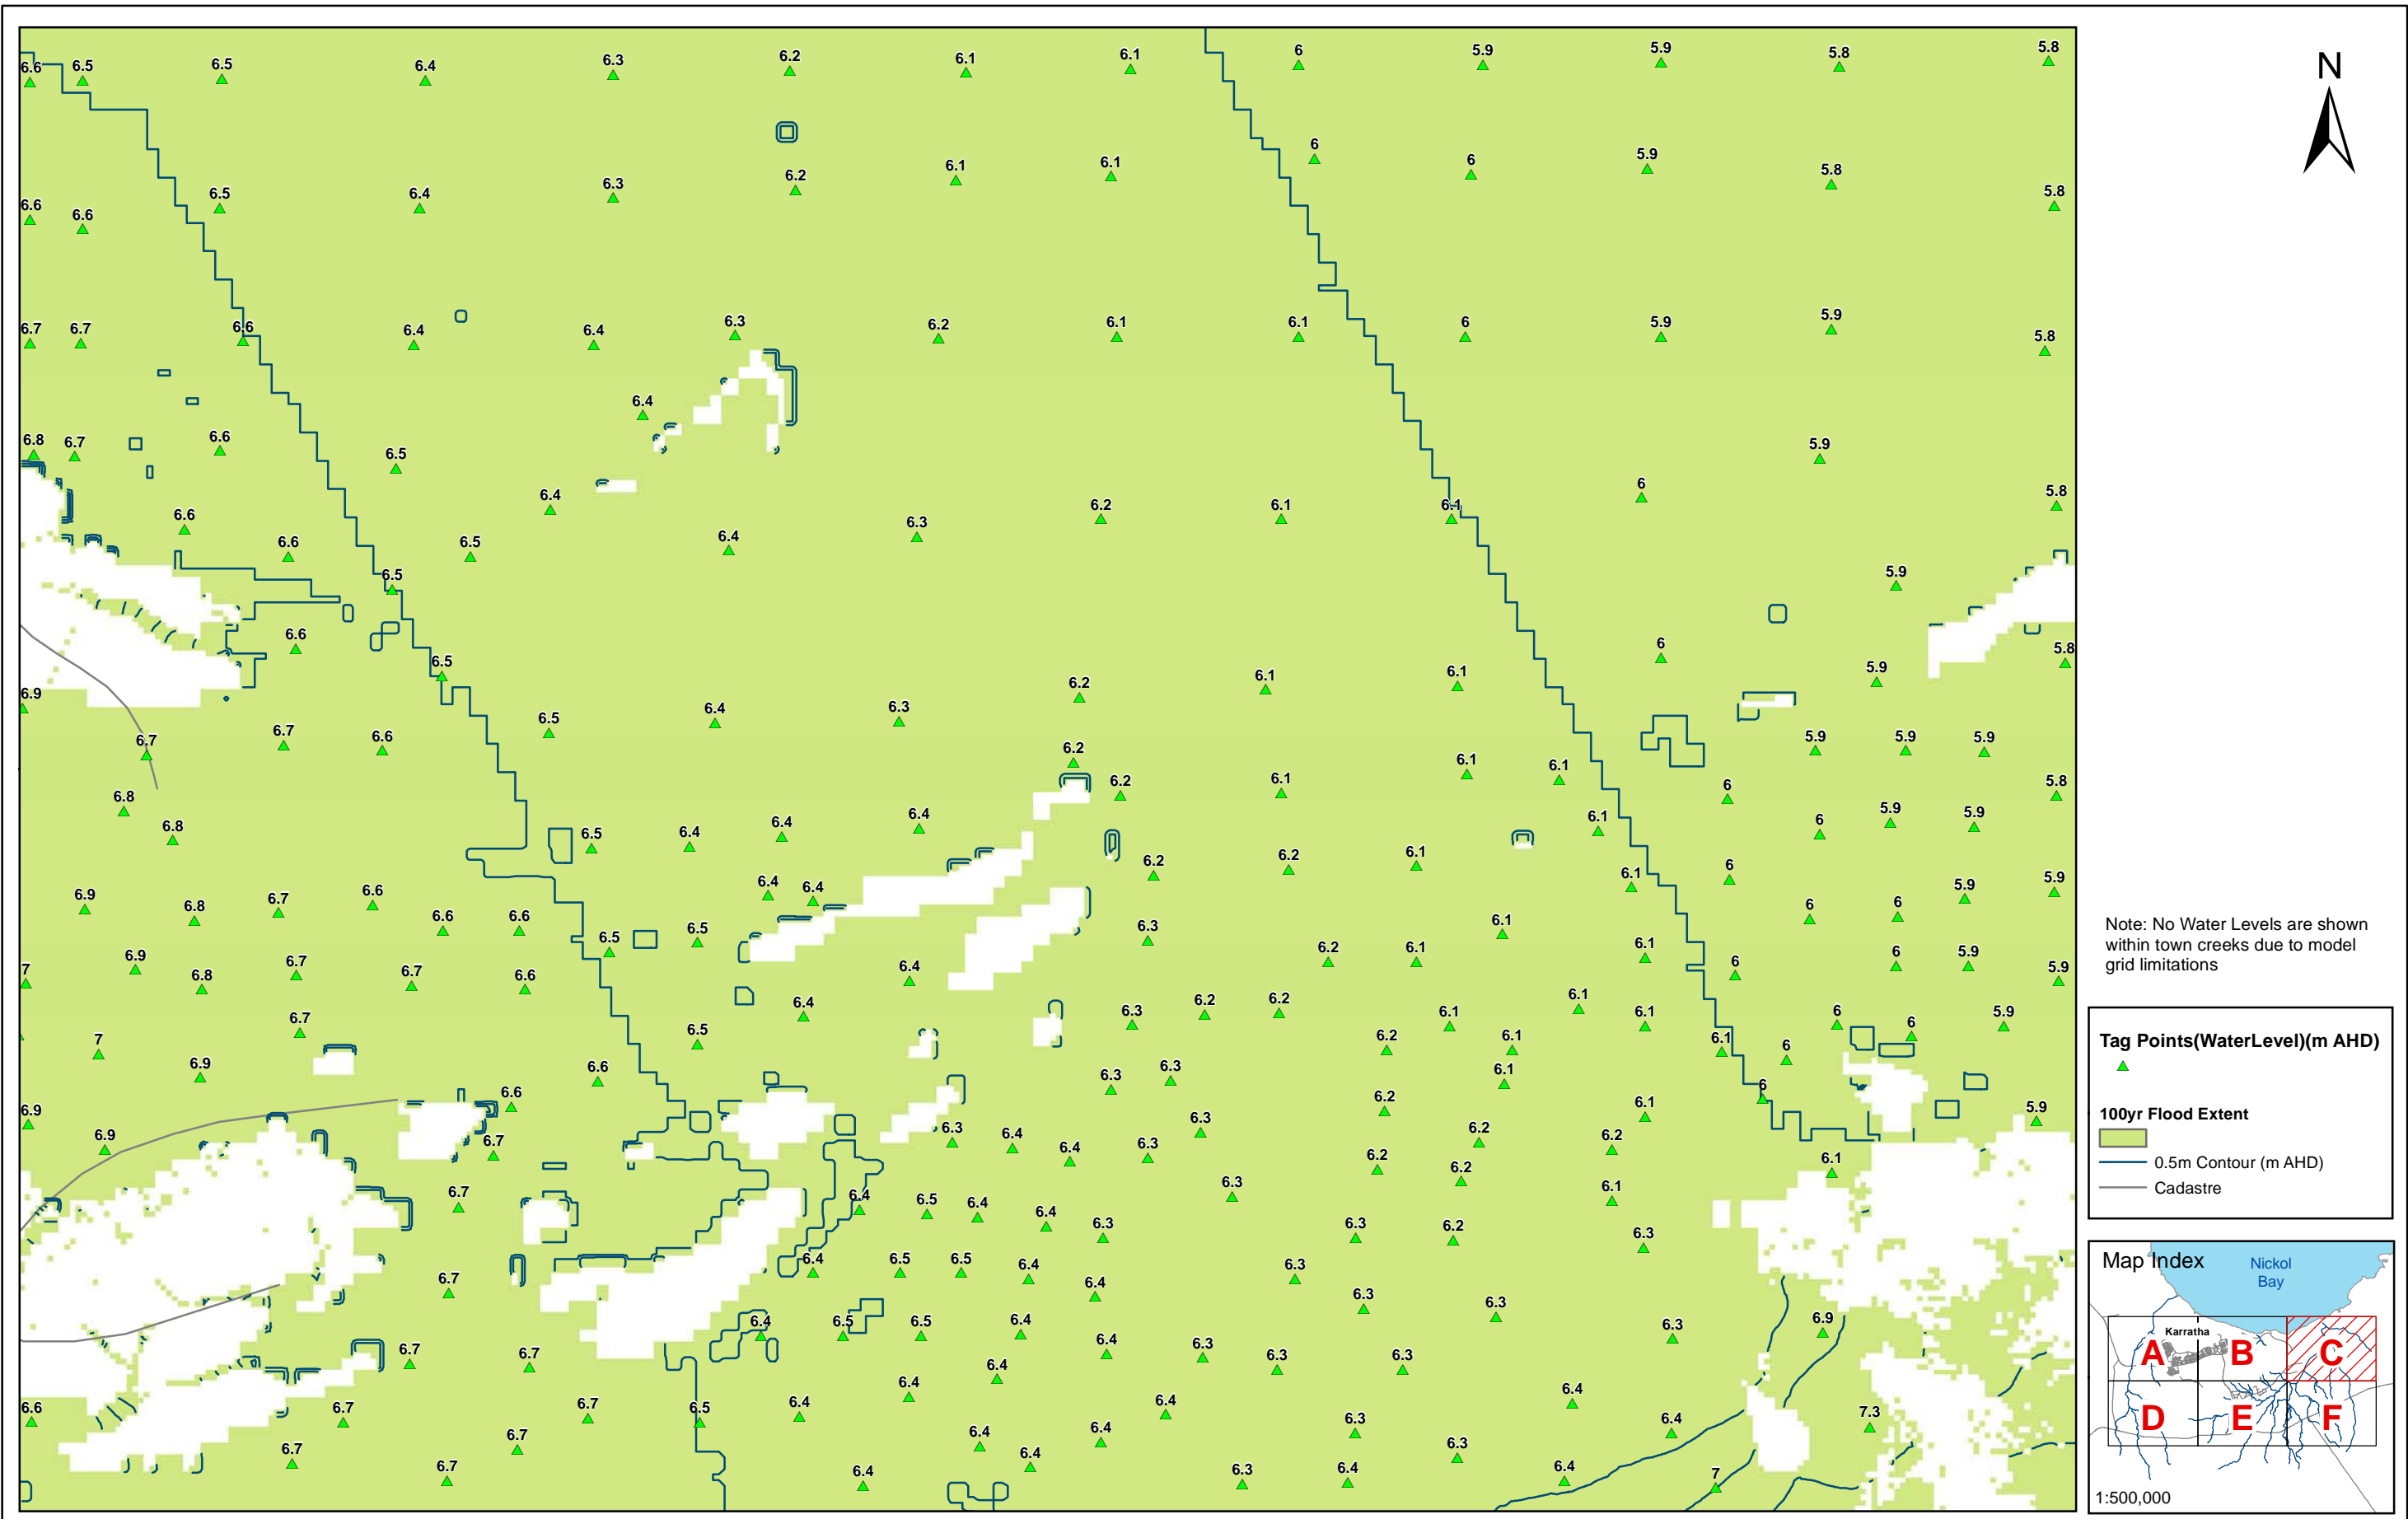 6.6 6.5 6.5 6.4 6.3 6.2 6.1 6.1 6 5.9 5.9 5.8 5.8
N
6 6 5.9 5.8
6.6 6.6 6.5 6.4 6.3 6.2 6.1 6.1 5.8
6.7 6.7 6.6 6.4 6.4 6.3 6.2 6.1 6.1 6 5.9 5.9 5.8
6.4
6.8 6.7 6.6 6.5 5.9
6.4 6 5.8
6.6 6.3 6.2 6.1 6.1
6.6 6.5 6.4
6.5 5.9
6.6 6 5.8
6.5 6.1 6.1 5.9
6.9 6.5 6.4 6.3 6.2
6.7 6.7 6.6 6.2 5.9 5.9 5.9
6.8 6.2 6.1 6.1 6.1 6 5.8
6.8 6.5 6.4 6.4 6.4 6.1 6 5.9 5.9
6.2 6.2 6.1
6.9 6.8 6.7 6.6 6.4 6.4 6.1 6 6 6 5.9 5.9
6.6 6.6 6.5 6.5 6.3 6.1
Note: No Water Levels are shown
within town creeks due to model
grid limitations
7 6.9 6.8 6.7 6.7 6.6 6.4 6.2 6.1 6.1 6 6 5.9 5.9
6.7 6.4 6.3 6.2 6.2 6.1 6.1 6.1 6 6 5.9
7 6.5 6.2 6.1 6.1 6
Tag Points(WaterLevel)(m AHD)
6.9 6.6 6.3 6.3 6.1 6
6.9 6.6 6.3 6.2 6.1 5.9
100yr Flood Extent
6.9 6.7 6.3 6.4 6.4 6.3 6.2 6.2
0.5m Contour (m AHD)
6.2 6.2 6.1
Cadastre
6.7 6.4 6.5 6.4 6.4 6.3 6.3 6.1
6.3 6.2 6.3
Map Index
Nickol
Bay
6.7 6.4 6.5 6.5 6.4 6.4 6.3
6.3 6.3
6.4 6.5 6.5 6.4 6.3 6.9
Karratha
A B C
6.7 6.7 6.4 6.4 6.3 6.3 6.3
6.6 6.7 6.7 6.5 6.4 6.4 6.4 6.4
D E F
6.7 6.7 6.4 6.4 6.3 6.4 7.3
6.7 6.4 6.4 6.3 6.4 6.3 6.4 7
1:500,000